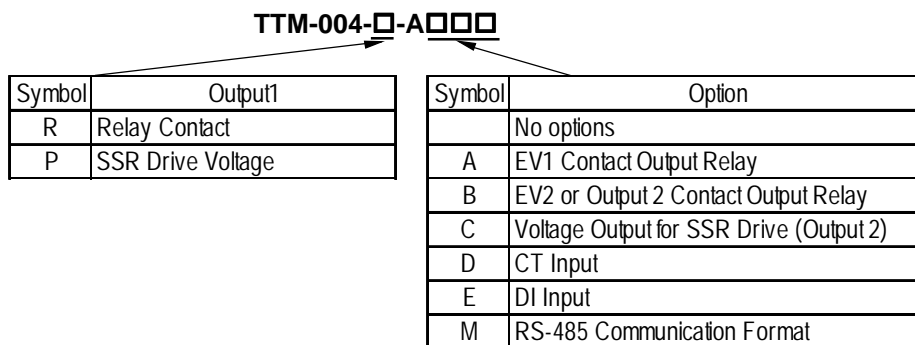 TTM-004-□-A□□□
Symbol Output1
R Relay Contact
P SSR Drive Voltage
Symbol Option
No options
A EV1 Contact Output Relay
B EV2 or Output 2 Contact Output Relay
C Voltage Output for SSR Drive (Output 2)
D CT Input
E DI Input
M RS-485 Communication Format